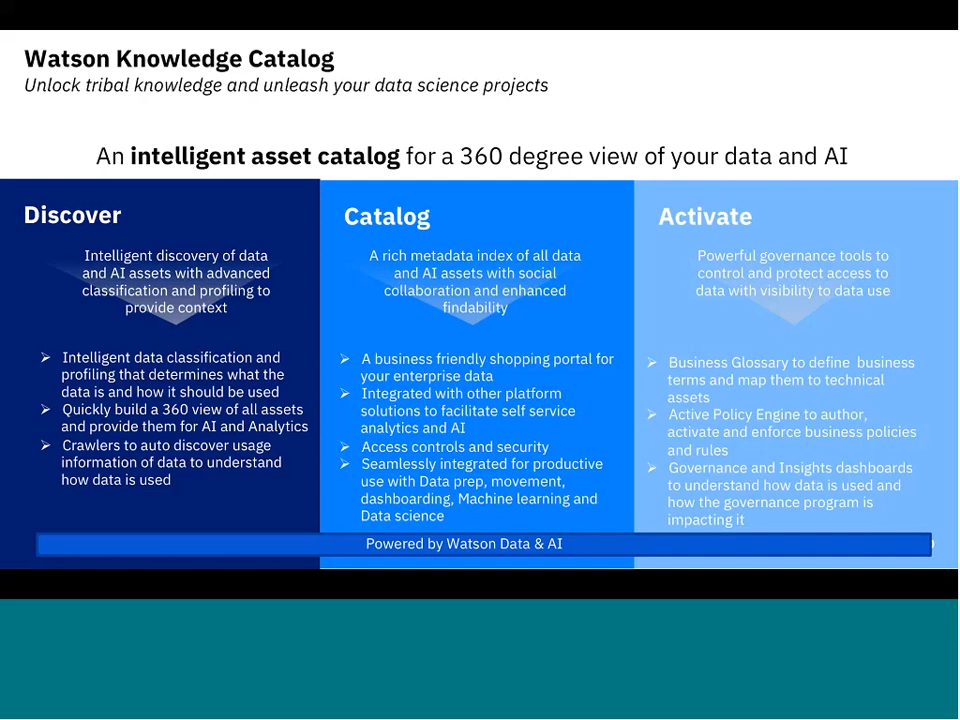 Watson Knowledge Catalog
Unlock tribal knowledge and unleash your data science projects
An intelligent asset catalog for a 360 degree view of your data and AI
Discover
Intelligent discovery of data
and AI assets with advanced
classification and profiling to
provide context
➢ Intelligent data classification and
profiling that determines what the
data is and how it should be used
➢ Quickly build a 360 view of all assets
and provide them for AI and Analytics
➢ Crawlers to auto discover usage
information of data to understand
how data is used
Catalog
A rich metadata index of all data
and AI assets with social
collaboration and enhanced
findability
➢ A business friendly shopping portal for
your enterprise data
➢ Integrated with other platform
solutions to facilitate self service
analytics and AI
➢ Access controls and security
➢ Seamlessly integrated for productive
use with Data prep, movement,
dashboarding, Machine learning and
Data science
Activate
Powerful governance tools to
control and protect access to
data with visibility to data use
➢ Business Glossary to define business
terms and map them to technical
assets
➢ Active Policy Engine to author,
activate and enforce business policies
and rules
➢ Governance and Insights dashboards
to understand how data is used and
how the governance program is
impacting it
Powered by Watson Data & AI